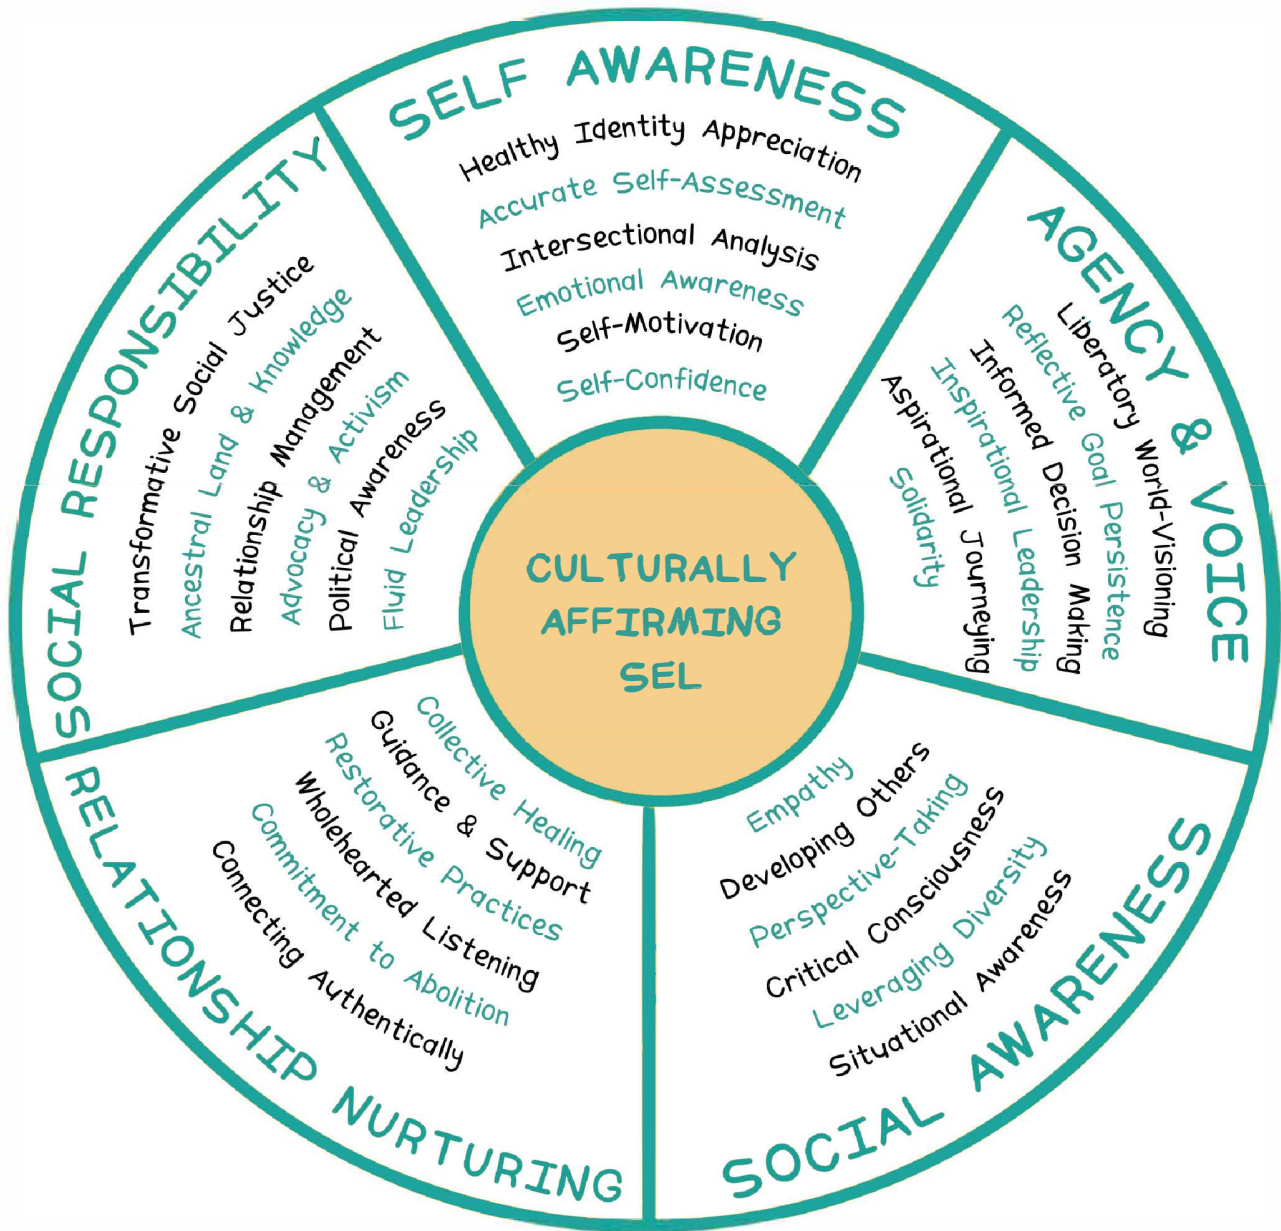 SELF AWARENESS
Healthy Identity Appreciation
Accurate Self-Assessment
Intersectional Analysis
Emotional Awareness
Self-Motivation
Self-Confidence
AGENCY & VOICE
Liberatory World-Visioning
Reflective Goal Persistence
Informed Decision Making
Inspirational Leadership
Aspirational Journeying
Solidarity
SOCIAL AWARENESS
Empathy
Developing Others
Perspective-Taking
Critical Consciousness
Leveraging Diversity
Situational Awareness
RELATIONSHIP NURTURING
Collective Healing
Guidance & Support
Restorative Practices
Wholehearted Listening
Commitment to Abolition
Connecting Authentically
SOCIAL RESPONSIBILITY
Transformative Social Justice
Ancestral Land & Knowledge
Relationship Management
Advocacy & Activism
Political Awareness
Fluid Leadership
CULTURALLY
AFFIRMING
SEL